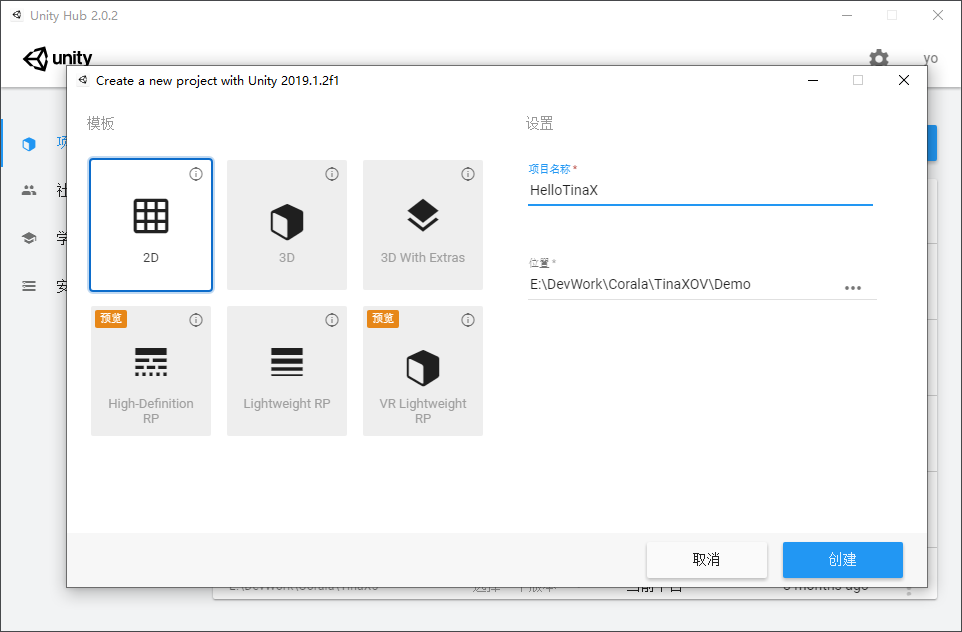 Unity Hub 2.0.2
unity
yo
Create a new project with Unity 2019.1.2f1
模板
设置
2D
3D
3D With Extras
预览
High-Definition
RP
Lightweight RP
预览
VR Lightweight
RP
项目名称*
HelloTinaX
位置*
E:\DevWork\Corala\TinaXOV\Demo
取消
创建
社
学
安